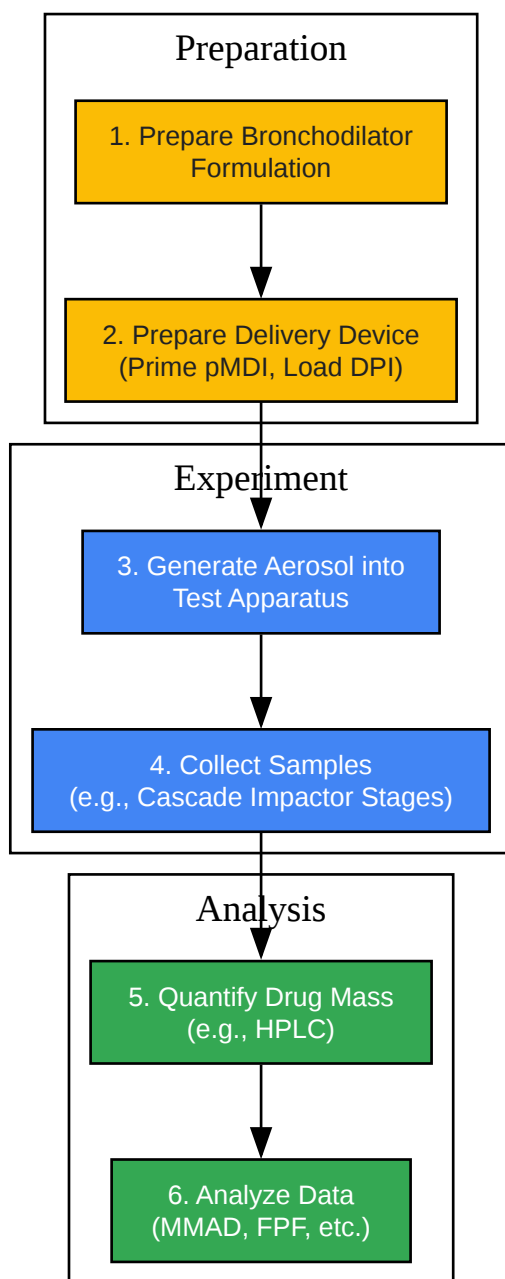 Preparation
1. Prepare Bronchodilator
Formulation
2. Prepare Delivery Device
(Prime pMDI, Load DPI)
Experiment
3. Generate Aerosol into
Test Apparatus
4. Collect Samples
(e.g., Cascade Impactor Stages)
Analysis
5. Quantify Drug Mass
(e.g., HPLC)
6. Analyze Data
(MMAD, FPF, etc.)